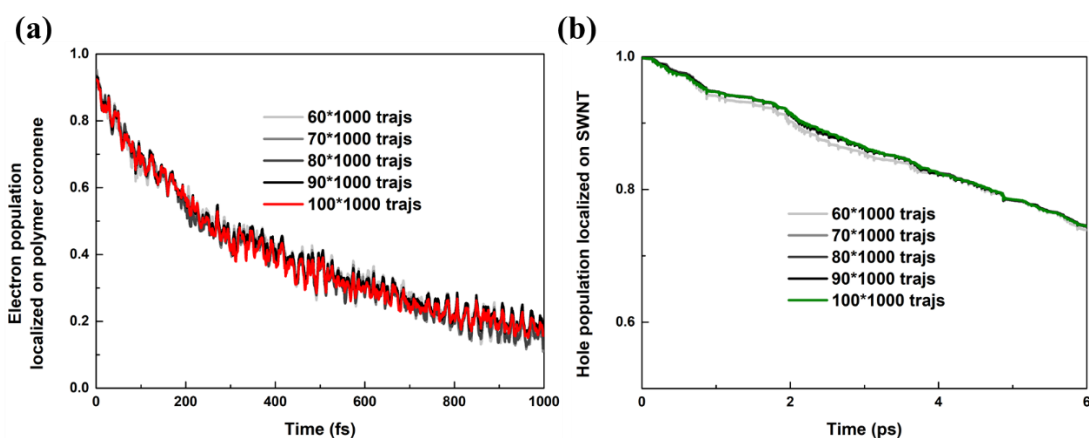 (a)
1.0
0.8
0.6
0.4
0.2
0.0
Electron population
localized on polymer coronene
60*1000 trajs
70*1000 trajs
80*1000 trajs
90*1000 trajs
100*1000 trajs
0
200
400
600
800
1000
Time (fs)
(b)
1.0
0.8
0.6
Hole population localized on SWNT
60*1000 trajs
70*1000 trajs
80*1000 trajs
90*1000 trajs
100*1000 trajs
0
2
4
6
Time (ps)